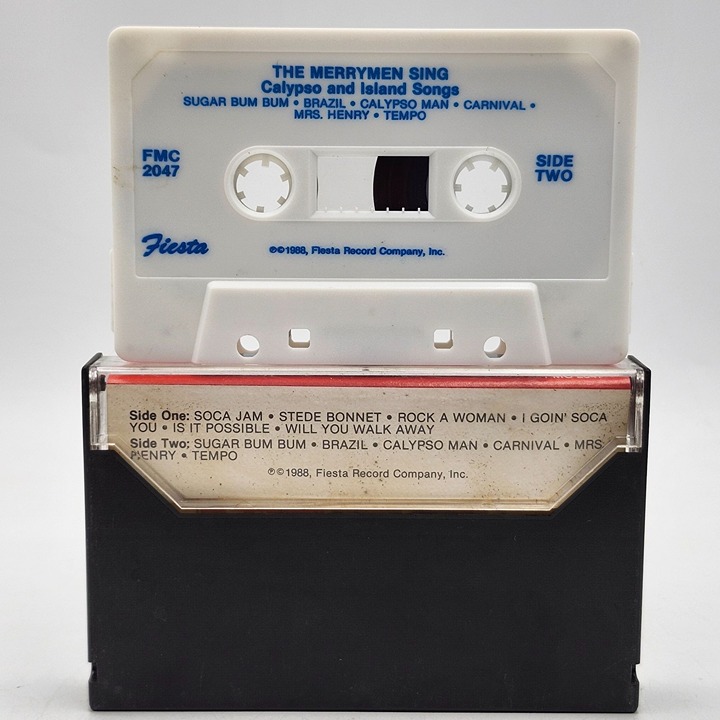 THE MERRYMEN SING
Calypso and Island Songs
SUGAR BUM BUM • BRAZIL • CALYPSO MAN • CARNIVAL •
MRS. HENRY • TEMPO
FMC
2047
SIDE
TWO
Fiesta
℗©1988, Fiesta Record Company, Inc.
Side One: SOCA JAM • STEDE BONNET • ROCK A WOMAN • I GOIN' SOCA
YOU • IS IT POSSIBLE • WILL YOU WALK AWAY
Side Two: SUGAR BUM BUM • BRAZIL • CALYPSO MAN • CARNIVAL • MRS.
HENRY • TEMPO
℗©1988, Fiesta Record Company, Inc.